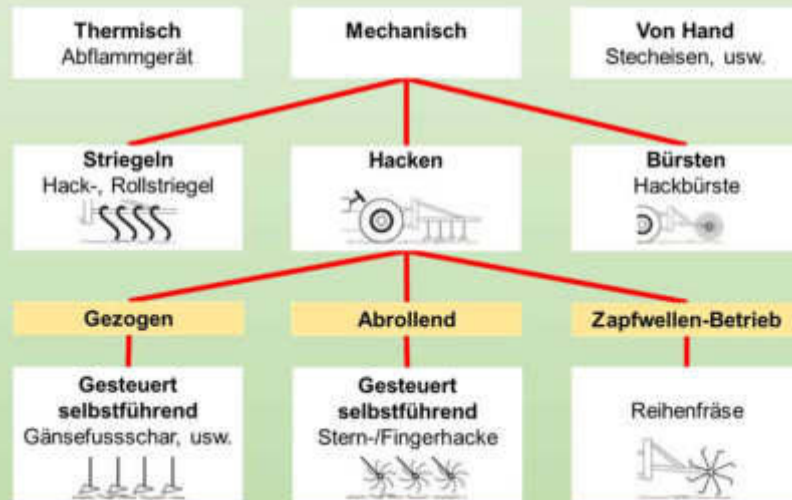 Thermisch
Abflammgerät
Mechanisch
Von Hand
Stecheisen, usw.
Striegeln
Hack-, Rollstriegel
Hacken
Bürsten
Hackbürste
Gezogen
Abrollend
Zapfwellen-Betrieb
Gesteuert
selbstführend
Gänsefussschar, usw.
Gesteuert
selbstführend
Stern-/Fingerhacke
Reihenfräse